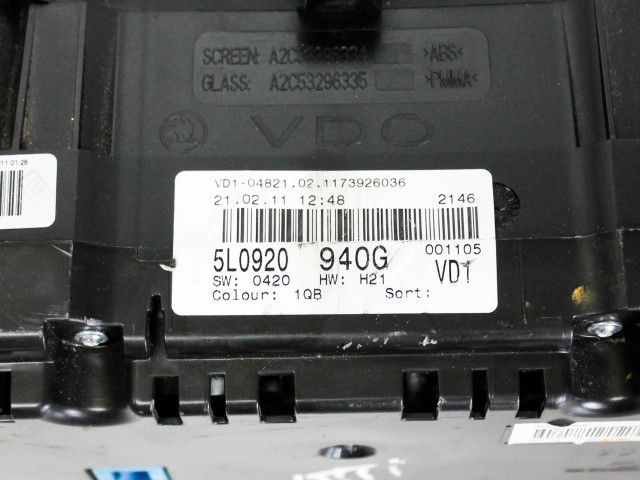 SCREEN: >ABS<
GLASS: A2C53296335 >PMMA<
VDO
VD1-04821.02.1173926036
21.02.11 12:48 2146
001105
5L0920 940G VD1
SW: 0420 HW: H21
Colour: 1QB Sort: